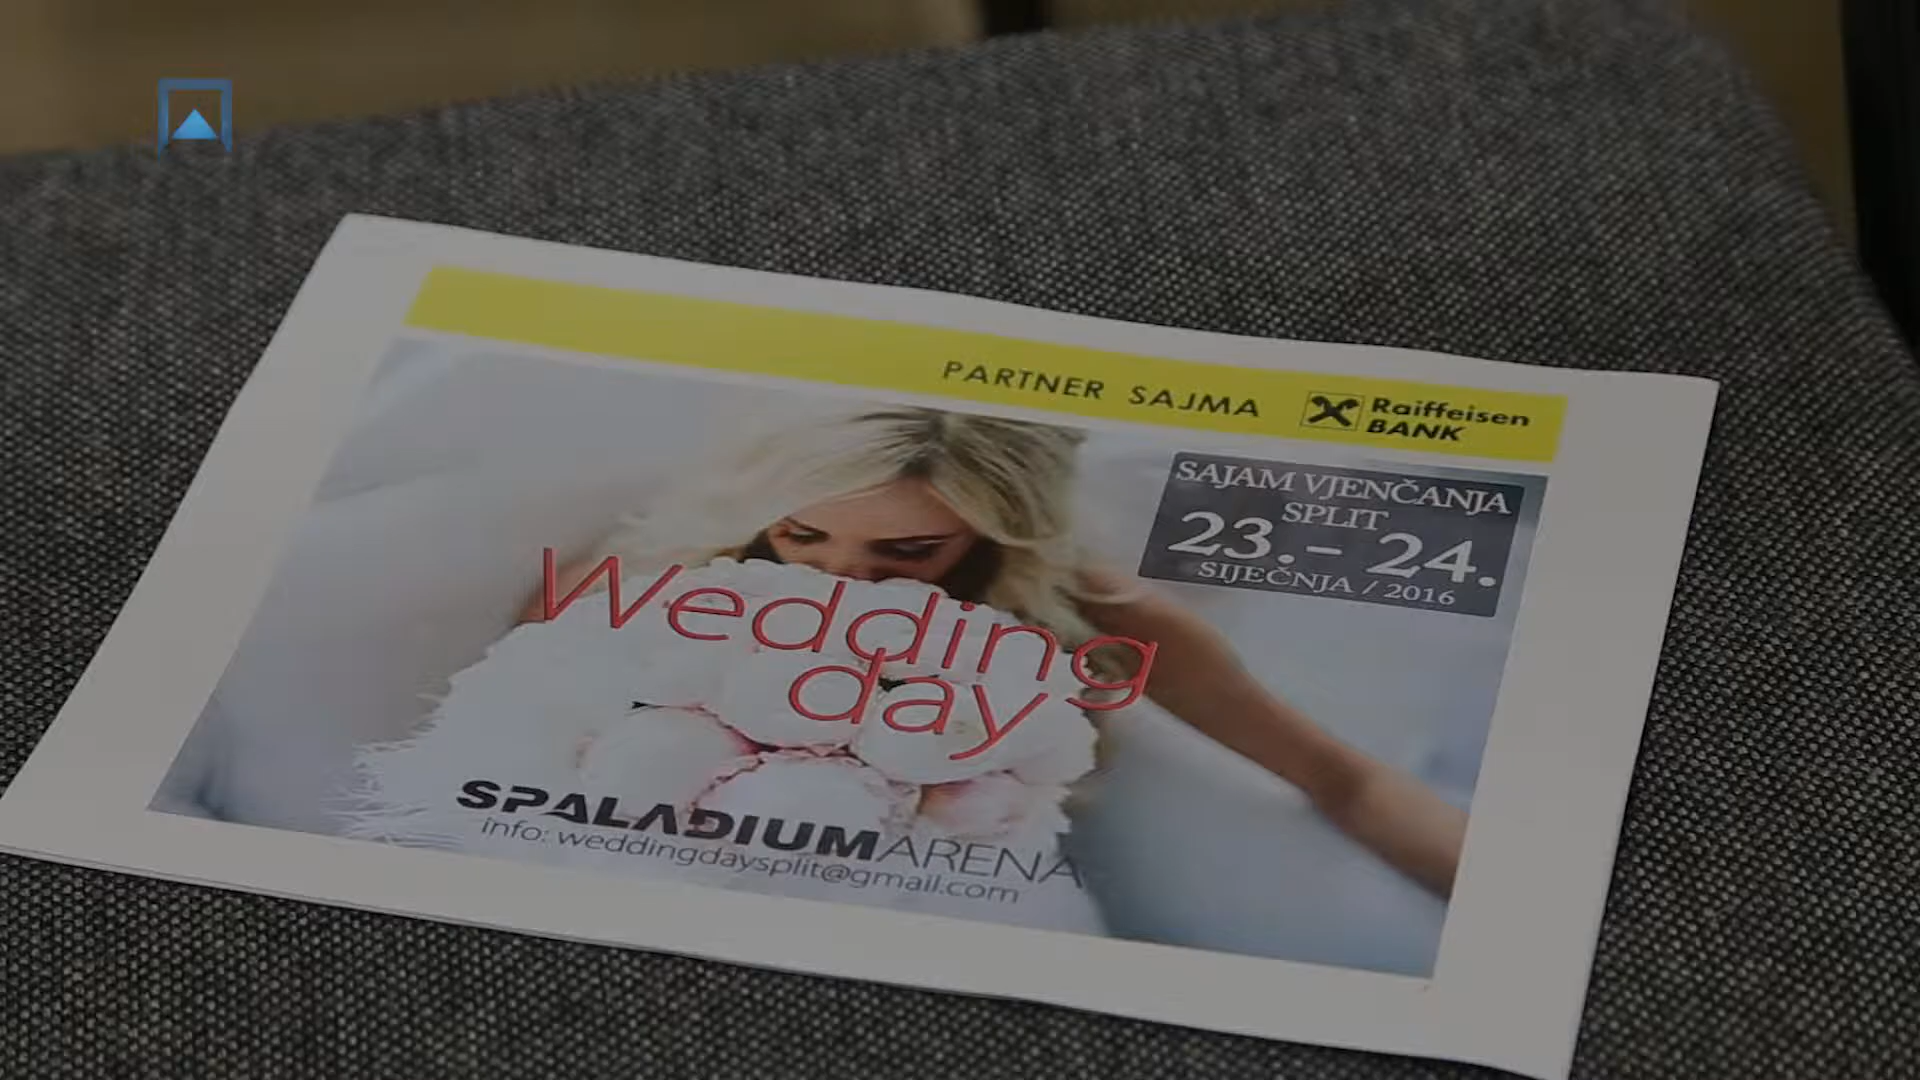 PARTNER SAJMA
Raiffeisen
BANK
SAJAM VJENČANJA
SPLIT
23.– 24.
SIJEČNJA / 2016
Wedding
day
SPALADIUMARENA
info: weddingdaysplit@gmail.com